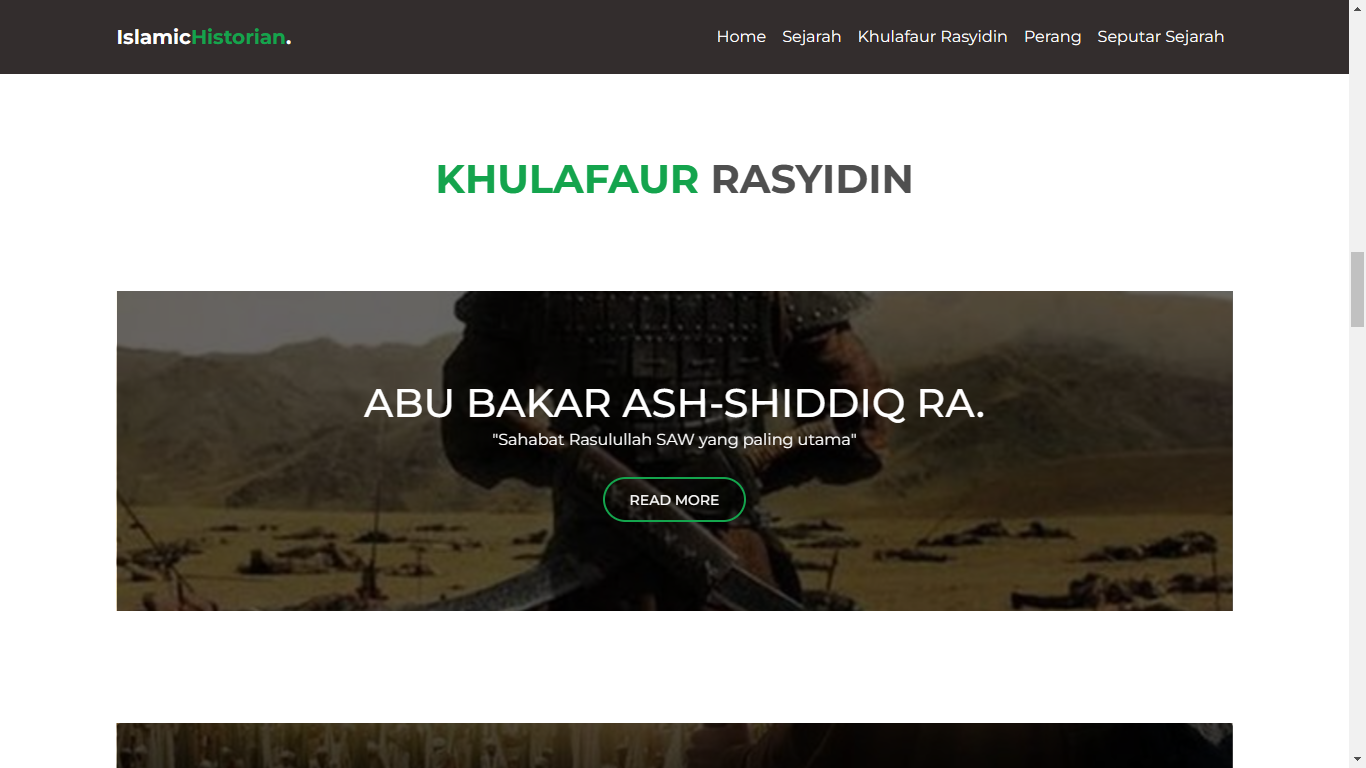 IslamicHistorian.
Home Sejarah Khulafaur Rasyidin Perang Seputar Sejarah
KHULAFAUR RASYIDIN
ABU BAKAR ASH-SHIDDIQ RA.
"Sahabat Rasulullah SAW yang paling utama"
READ MORE